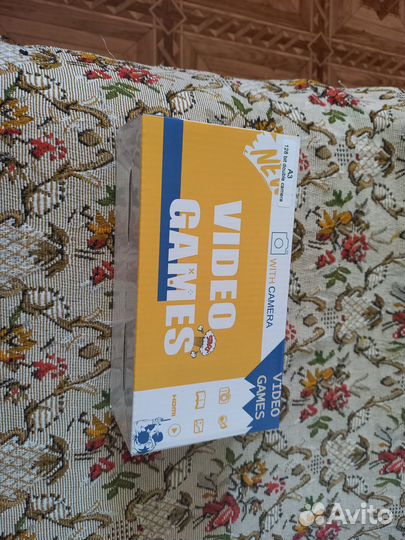 NEW
A3
128 bit double camera
VIDEO
GAMES
WITH CAMERA
VIDEO
GAMES
HDMI
Avito